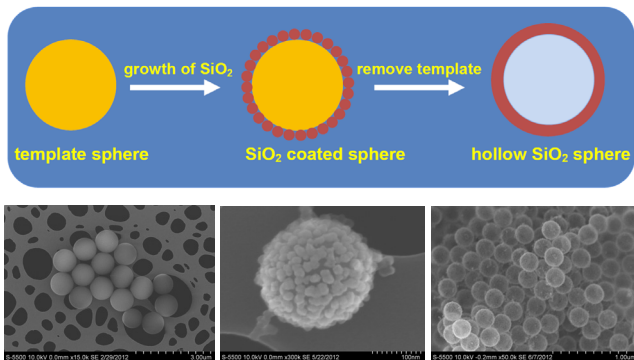 growth of SiO₂
remove template
template sphere
SiO₂ coated sphere
hollow SiO₂ sphere
S-5500 10.0kV 0.0mm x15.0k SE 2/29/2012
3.00um
S-5500 10.0kV 0.0mm x300k SE 5/22/2012
100nm
S-5500 10.0kV -0.2mm x50.0k SE 6/7/2012
1.00um